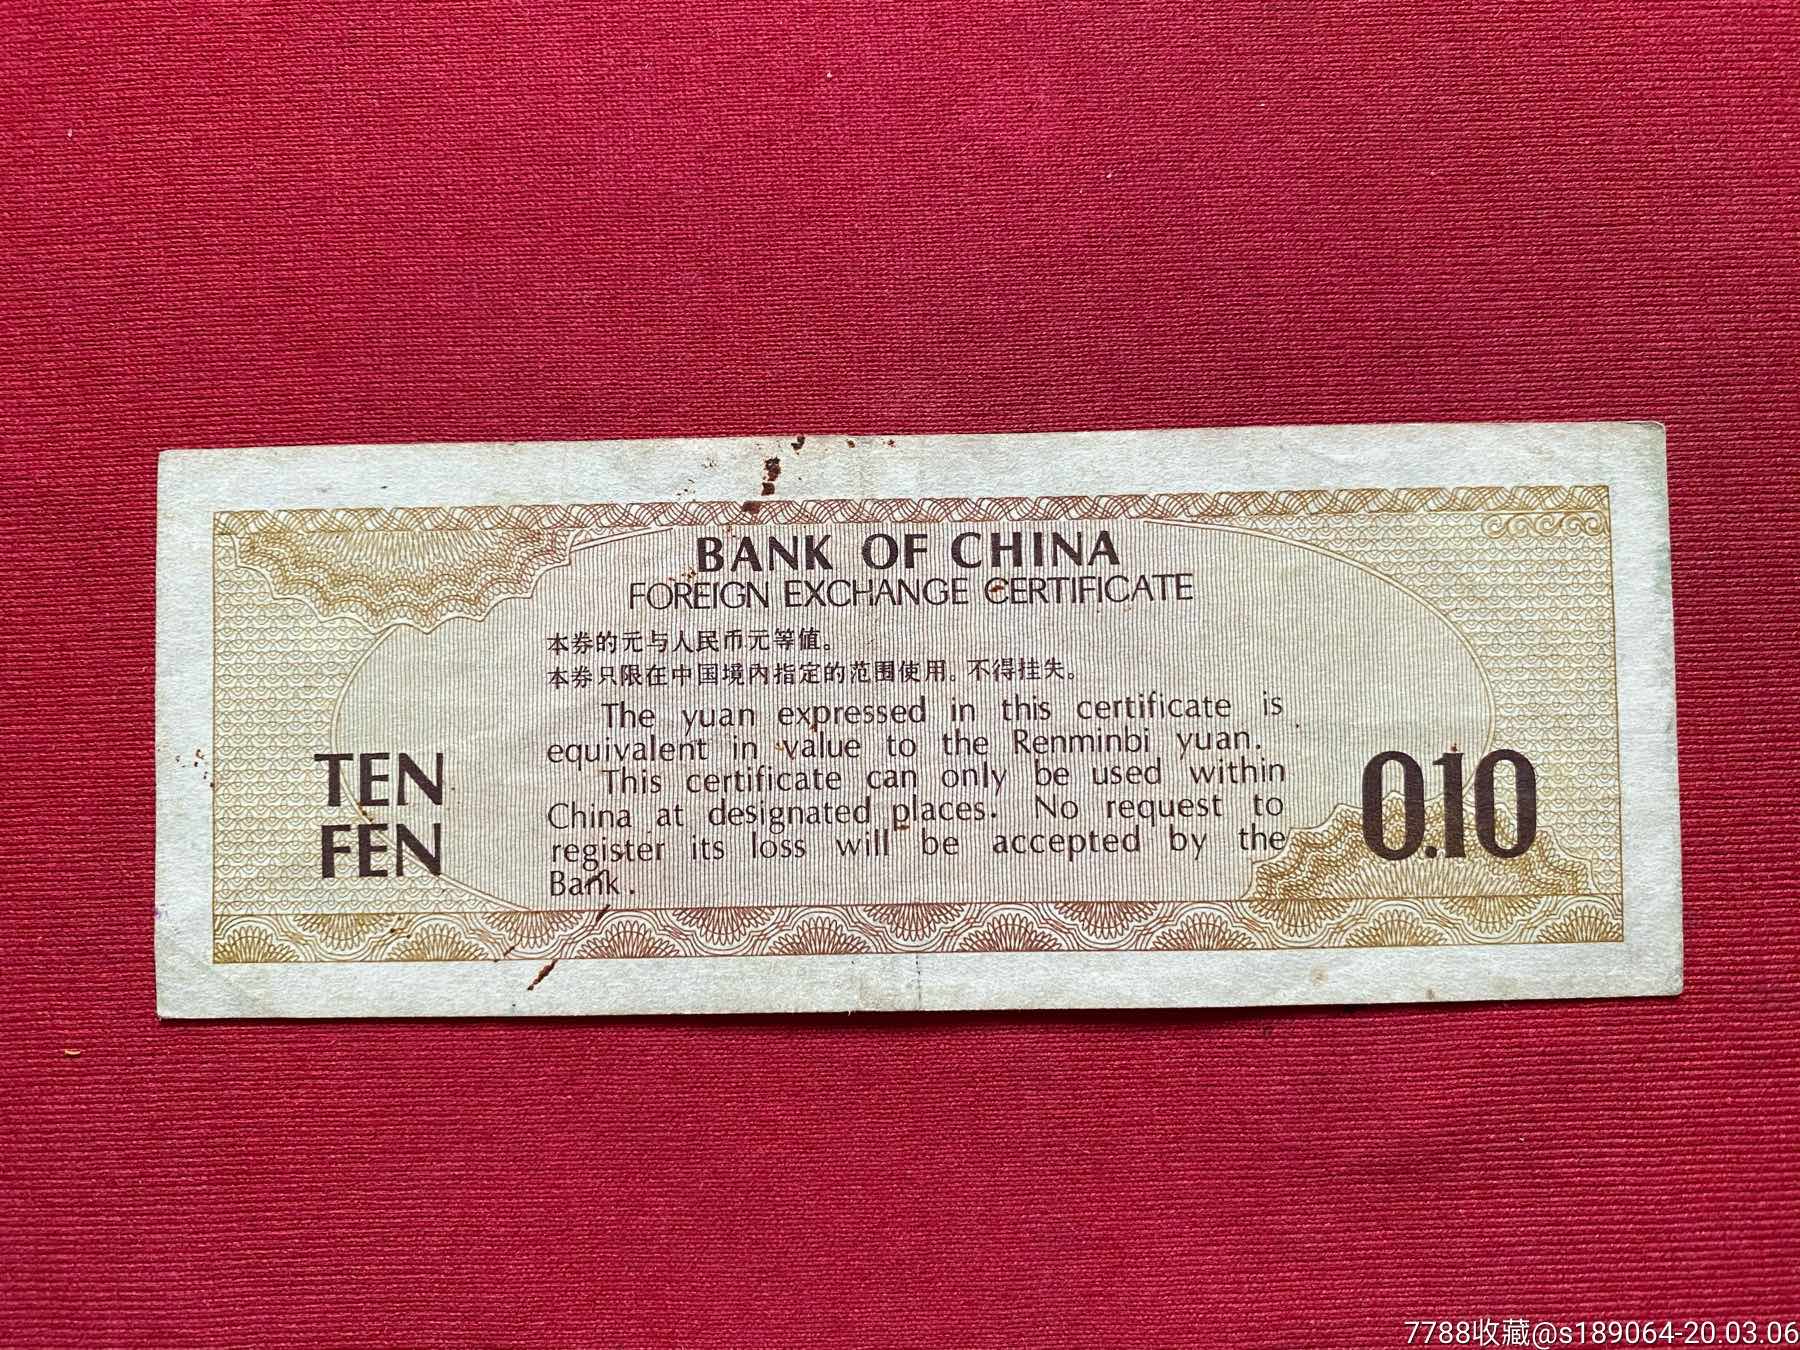 BANK OF CHINA
FOREIGN EXCHANGE CERTIFICATE
本券的元与人民币元等值。
本券只限在中国境内指定的范围使用。不得挂失。
The yuan expressed in this certificate is
equivalent in value to the Renminbi yuan.
This certificate can only be used within
China at designated places. No request to
register its loss will be accepted by the
Bank.
TEN
FEN
0.10
7788收藏@s189064-20.03.06